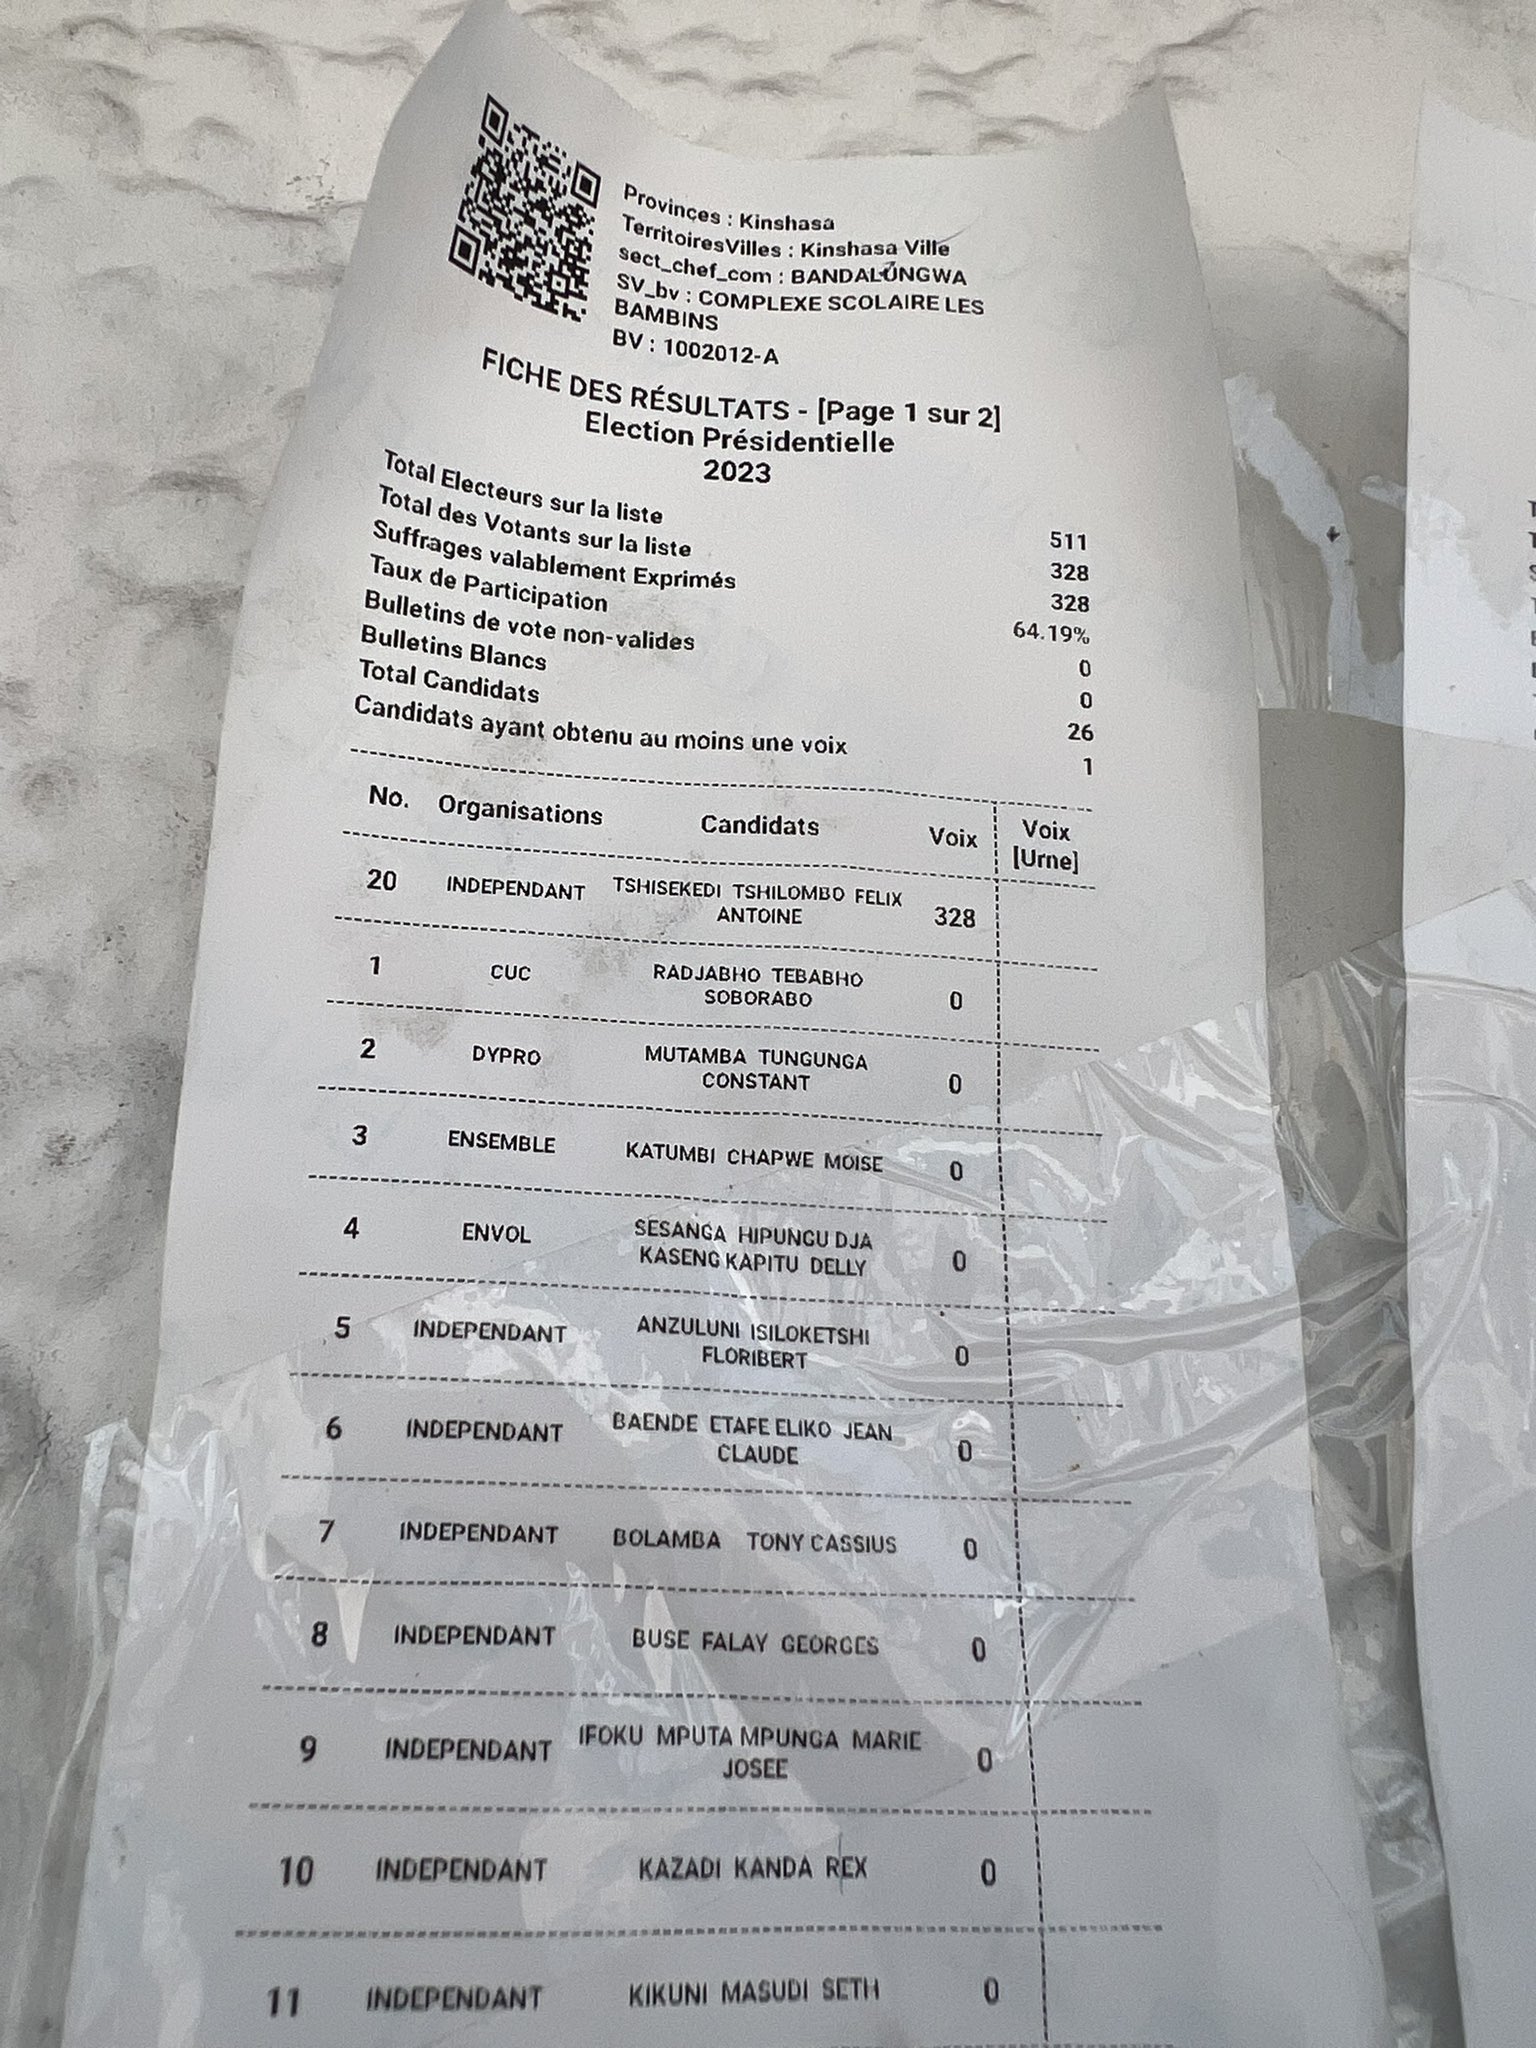 Provinces : Kinshasa
TerritoiresVilles : Kinshasa Ville
sect_chef_com : BANDALUNGWA
SV_bv : COMPLEXE SCOLAIRE LES
BAMBINS
BV : 1002012-A
FICHE DES RÉSULTATS - [Page 1 sur 2]
Election Présidentielle
2023
Total Electeurs sur la liste 511
Total des Votants sur la liste 328
Suffrages valablement Exprimés 328
Taux de Participation 64.19%
Bulletins de vote non-valides 0
Bulletins Blancs 0
Total Candidats 26
Candidats ayant obtenu au moins une voix 1
No. Organisations Candidats Voix Voix
[Urne]
20 INDEPENDANT TSHISEKEDI TSHILOMBO FELIX
ANTOINE 328
1 CUC RADJABHO TEBABHO
SOBORABO 0
2 DYPRO MUTAMBA TUNGUNGA
CONSTANT 0
3 ENSEMBLE KATUMBI CHAPWE MOISE 0
4 ENVOL SESANGA HIPUNGU DJA
KASENG KAPITU DELLY 0
5 INDEPENDANT ANZULUNI ISILOKETSHI
FLORIBERT 0
6 INDEPENDANT BAENDE ETAFE ELIKO JEAN
CLAUDE 0
7 INDEPENDANT BOLAMBA TONY CASSIUS 0
8 INDEPENDANT BUSE FALAY GEORGES 0
9 INDEPENDANT IFOKU MPUTA MPUNGA MARIE
JOSEE 0
10 INDEPENDANT KAZADI KANDA REX 0
11 INDEPENDANT KIKUNI MASUDI SETH 0